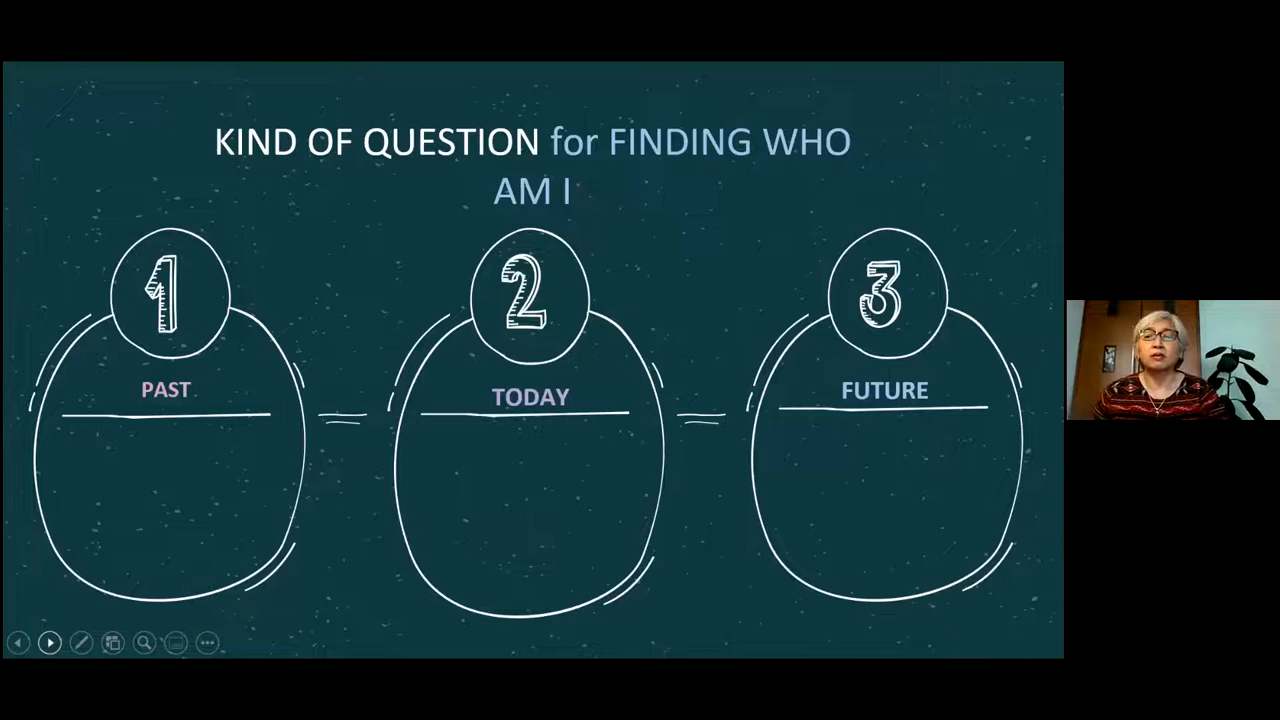 KIND OF QUESTION for FINDING WHO
AM I
1
2
3
PAST
TODAY
FUTURE